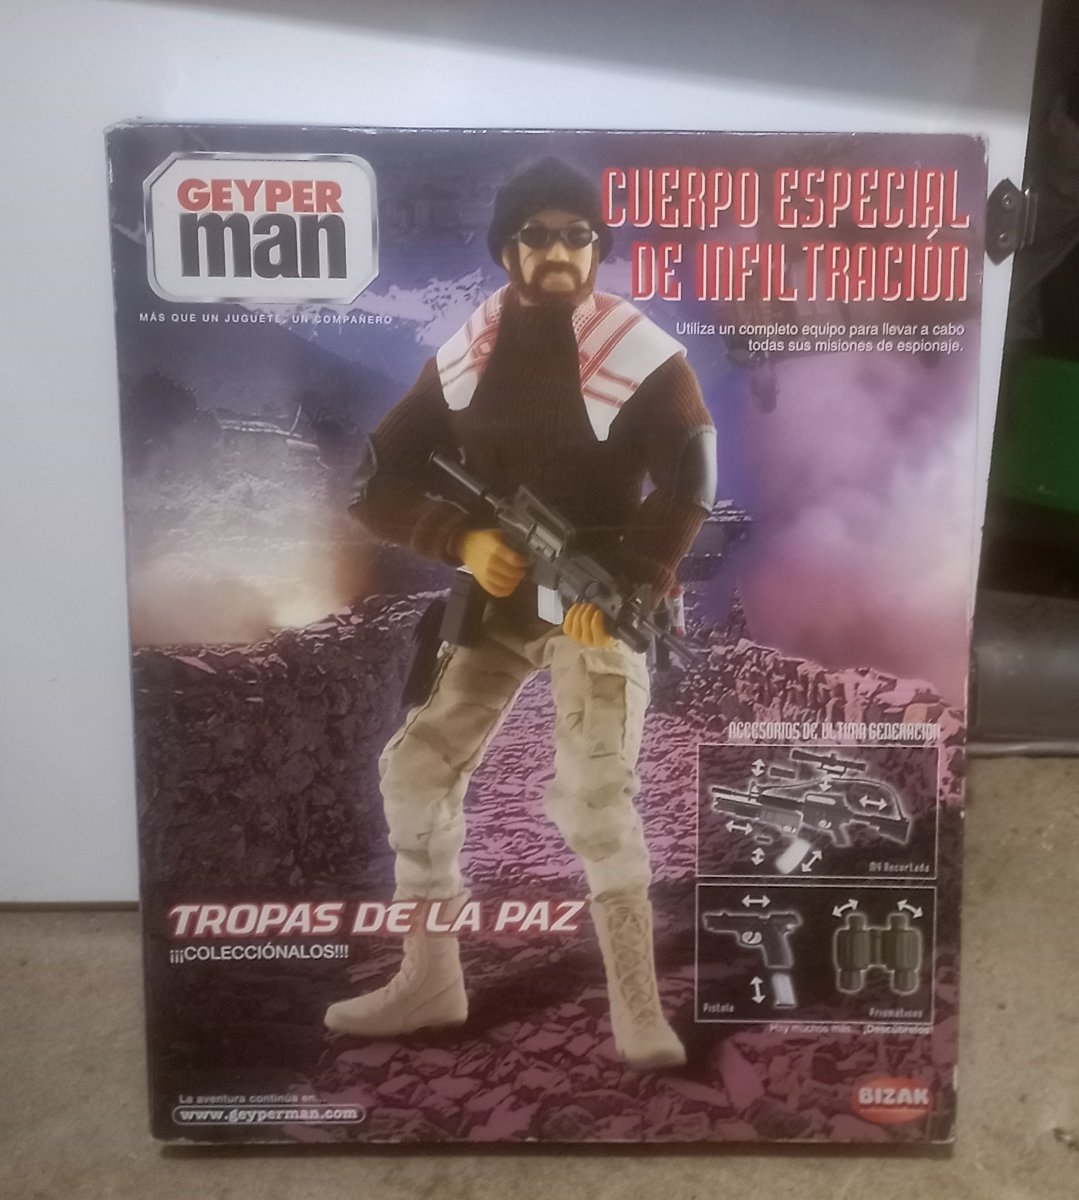 GEYPER
man
MÁS QUE UN JUGUETE, UN COMPAÑERO
CUERPO ESPECIAL
DE INFILTRACIÓN
Utiliza un completo equipo para llevar a cabo
todas sus misiones de espionaje.
ACCESORIOS DE ULTIMA GENERACIÓN
M4 Recortada
Pistola
Prismáticos
Hay muchos más... ¡Descúbrelos!
TROPAS DE LA PAZ
¡¡¡COLECCIÓNALOS!!!
La aventura continúa en...
www.geyperman.com
BIZAK